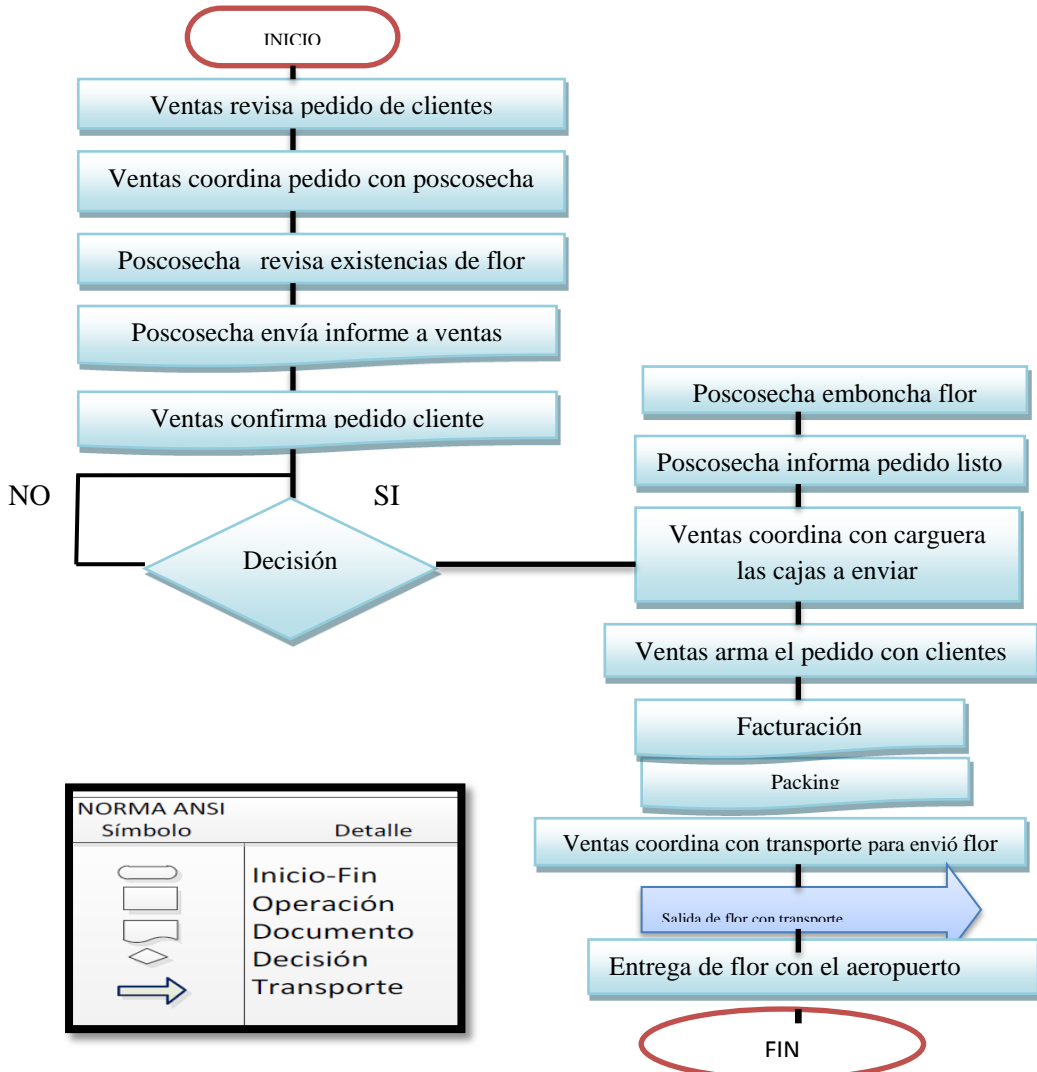 INICIO
Ventas revisa pedido de clientes
Ventas coordina pedido con poscosecha
Poscosecha revisa existencias de flor
Poscosecha envía informe a ventas
Ventas confirma pedido cliente
NO
SI
Decisión
Poscosecha emboncha flor
Poscosecha informa pedido listo
Ventas coordina con carguera
las cajas a enviar
Ventas arma el pedido con clientes
Facturación
Packing
Ventas coordina con transporte para envió flor
Salida de flor con transporte
Entrega de flor con el aeropuerto
FIN
NORMA ANSI
Símbolo Detalle
Inicio-Fin
Operación
Documento
Decisión
Transporte